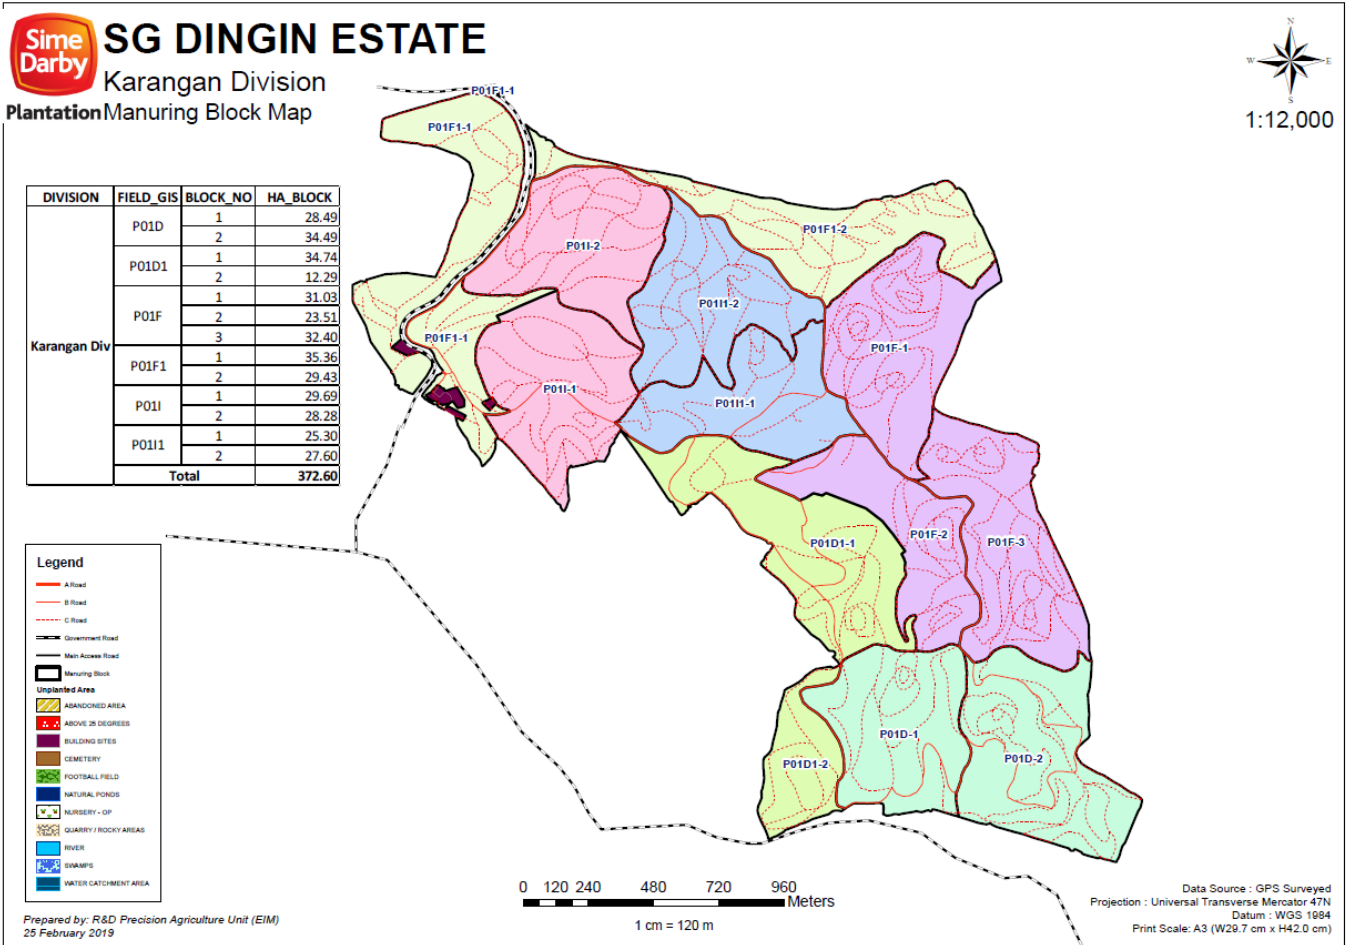 Sime
Darby
Plantation
SG DINGIN ESTATE
Karangan Division
Manuring Block Map
N
W E
S
1:12,000
DIVISION FIELD_GIS BLOCK_NO HA_BLOCK
Karangan Div
P01D 1 28.49
2 34.49
P01D1 1 34.74
2 12.29
P01F 1 31.03
2 23.51
3 32.40
P01F1 1 35.36
2 29.43
P01I 1 29.69
2 28.28
P01I1 1 25.30
2 27.60
Total 372.60
P01F1-1
P01F1-1
P01F1-2
P01I-2
P01I1-2
P01F1-1
P01F-1
P01I-1
P01I1-1
P01D1-1
P01F-2
P01F-3
P01D-1
P01D1-2
P01D-2
Legend
A Road
B Road
C Road
Government Road
Main Access Road
Manuring Block
Unplanted Area
ABANDONED AREA
ABOVE 25 DEGREES
BUILDING SITES
CEMETERY
FOOTBALL FIELD
NATURAL PONDS
NURSERY - OP
QUARRY / ROCKY AREAS
RIVER
SWAMPS
WATER CATCHMENT AREA
0 120 240 480 720 960
Meters
1 cm = 120 m
Prepared by: R&D Precision Agriculture Unit (EIM)
25 February 2019
Data Source : GPS Surveyed
Projection : Universal Transverse Mercator 47N
Datum : WGS 1984
Print Scale: A3 (W29.7 cm x H42.0 cm)